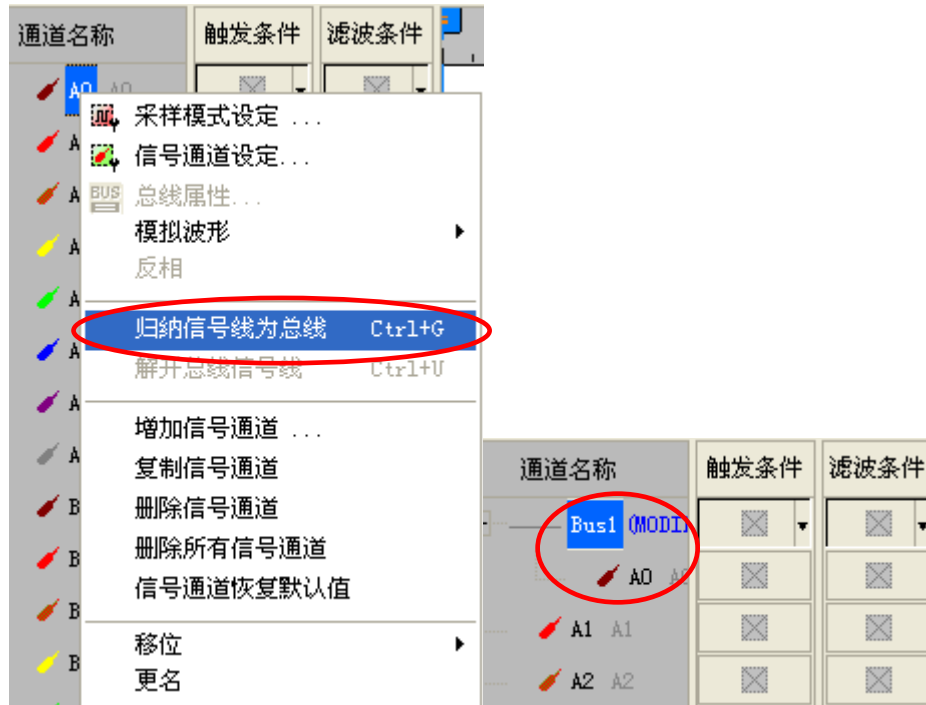 通道名称 触发条件 滤波条件
A0 A0
采样模式设定 ...
A
信号通道设定...
A
BUS 总线属性...
A
模拟波形
反相
A
归纳信号线为总线 Ctrl+G
A
解开总线信号线 Ctrl+U
A
增加信号通道 ...
A
复制信号通道
B
删除信号通道
B
删除所有信号通道
信号通道恢复默认值
B
移位
B
更名
通道名称 触发条件 滤波条件
Bus1 (MODI
A0 A0
A1 A1
A2 A2